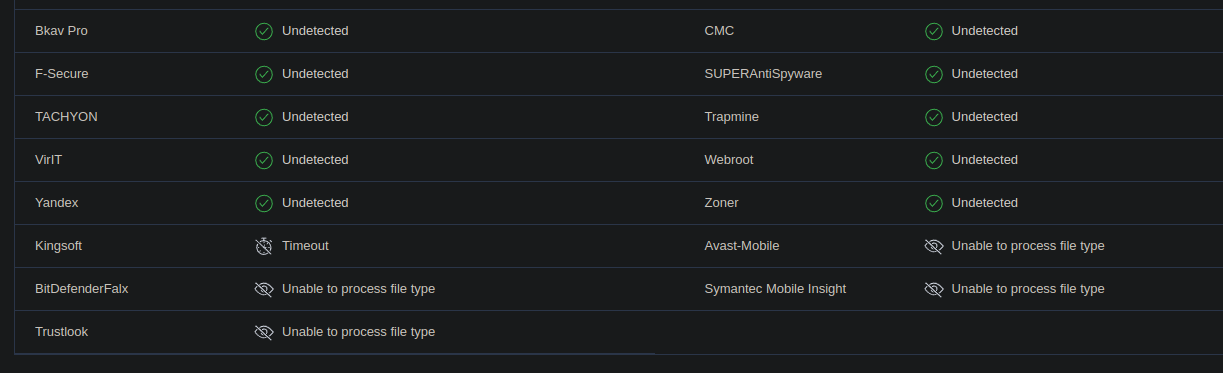 Bkav Pro Undetected CMC Undetected
F-Secure Undetected SUPERAntiSpyware Undetected
TACHYON Undetected Trapmine Undetected
VirIT Undetected Webroot Undetected
Yandex Undetected Zoner Undetected
Kingsoft Timeout Avast-Mobile Unable to process file type
BitDefenderFalx Unable to process file type Symantec Mobile Insight Unable to process file type
Trustlook Unable to process file type